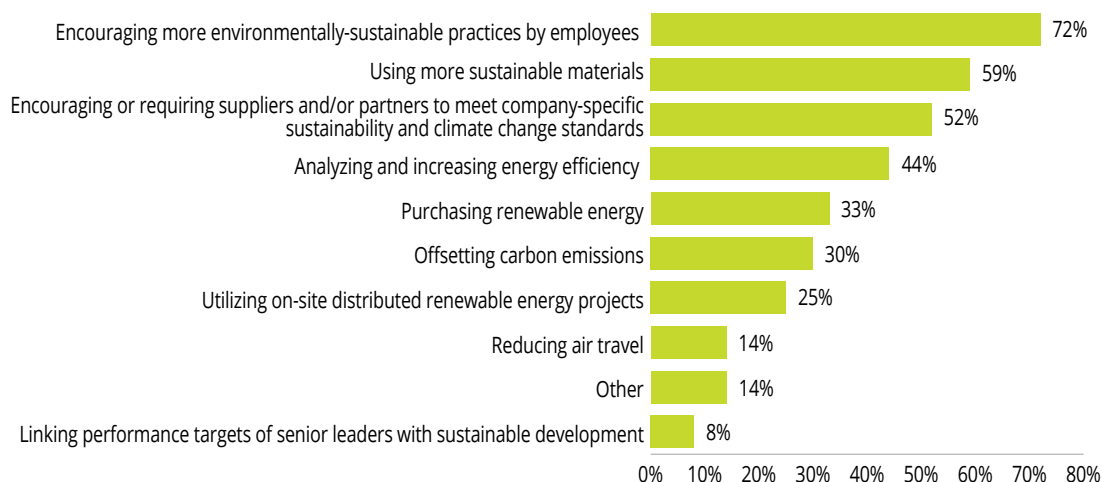 Encouraging more environmentally-sustainable practices by employees 72%
Using more sustainable materials 59%
Encouraging or requiring suppliers and/or partners to meet company-specific
sustainability and climate change standards 52%
Analyzing and increasing energy efficiency 44%
Purchasing renewable energy 33%
Offsetting carbon emissions 30%
Utilizing on-site distributed renewable energy projects 25%
Reducing air travel 14%
Other 14%
Linking performance targets of senior leaders with sustainable development 8%
0% 10% 20% 30% 40% 50% 60% 70% 80%